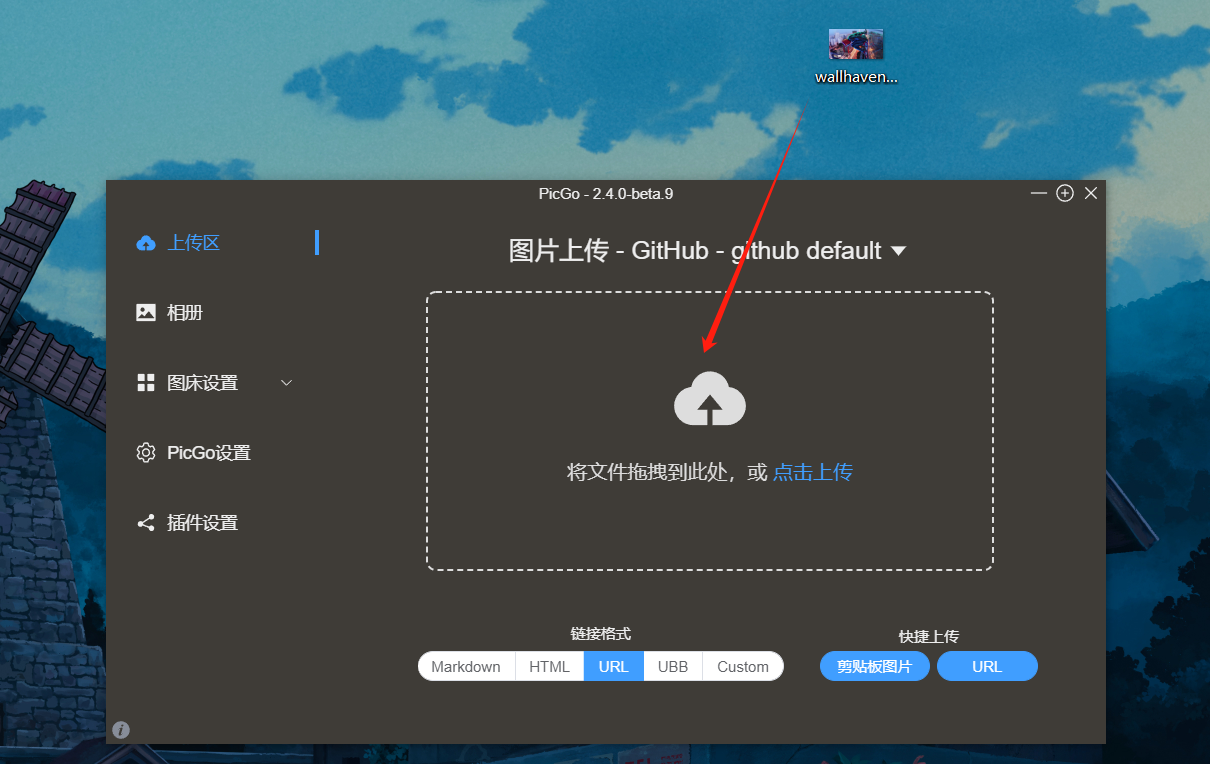 wallhaven...
PicGo - 2.4.0-beta.9
上传区
图片上传 - GitHub - github default
相册
图床设置
PicGo设置
将文件拖拽到此处，或 点击上传
插件设置
链接格式
快捷上传
Markdown HTML URL UBB Custom
剪贴板图片 URL